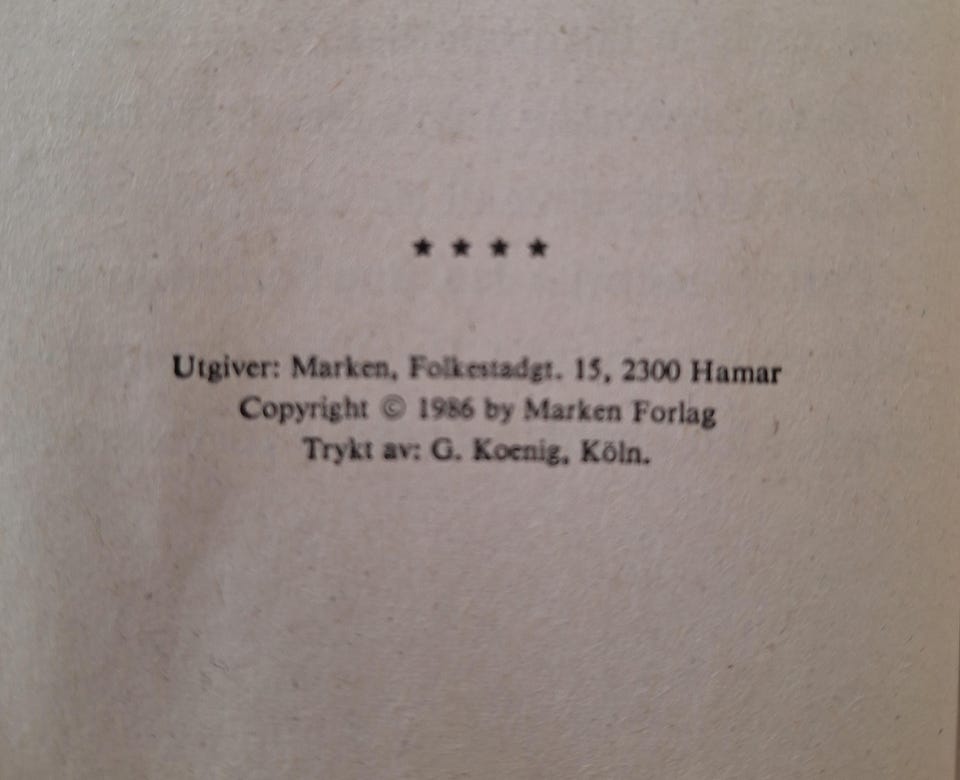 ★ ★ ★ ★
Utgiver: Marken, Folkestadgt. 15, 2300 Hamar
Copyright © 1986 by Marken Forlag
Trykt av: G. Koenig, Köln.